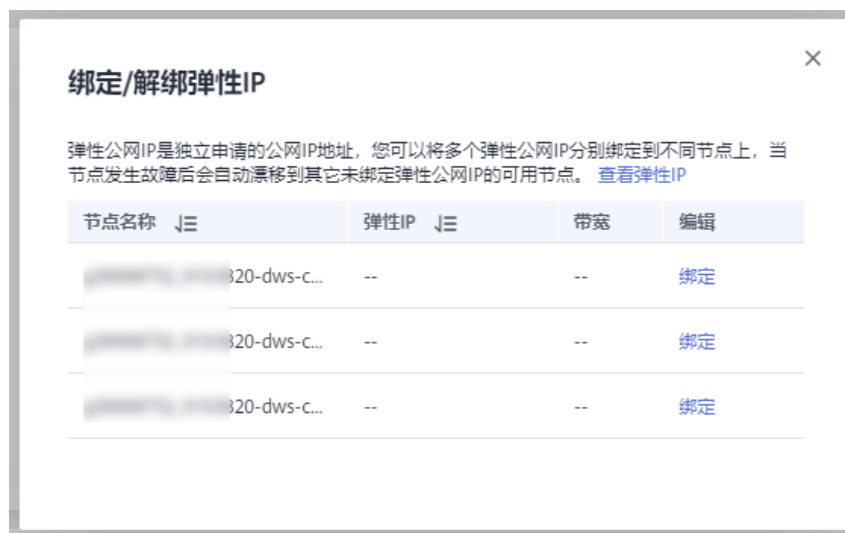 绑定/解绑弹性IP
弹性公网IP是独立申请的公网IP地址，您可以将多个弹性公网IP分别绑定到不同节点上，当
节点发生故障后会自动漂移到其它未绑定弹性公网IP的可用节点。 查看弹性IP
节点名称 弹性IP 带宽 编辑
320-dws-c... -- -- 绑定
320-dws-c... -- -- 绑定
320-dws-c... -- -- 绑定